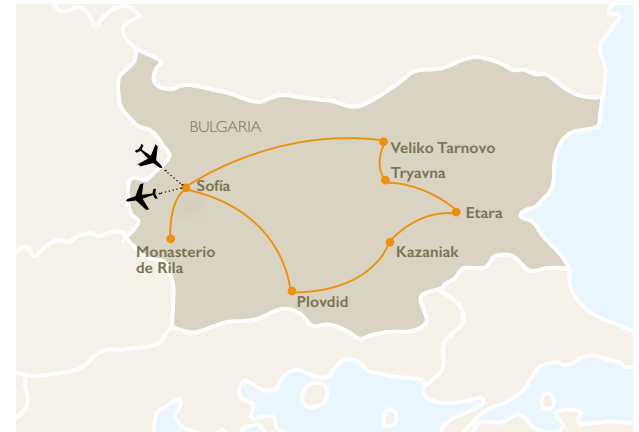 BULGARIA
Veliko Tarnovo
Tryavna
Sofía
Etara
Monasterio
de Rila
Kazaniak
Plovdid